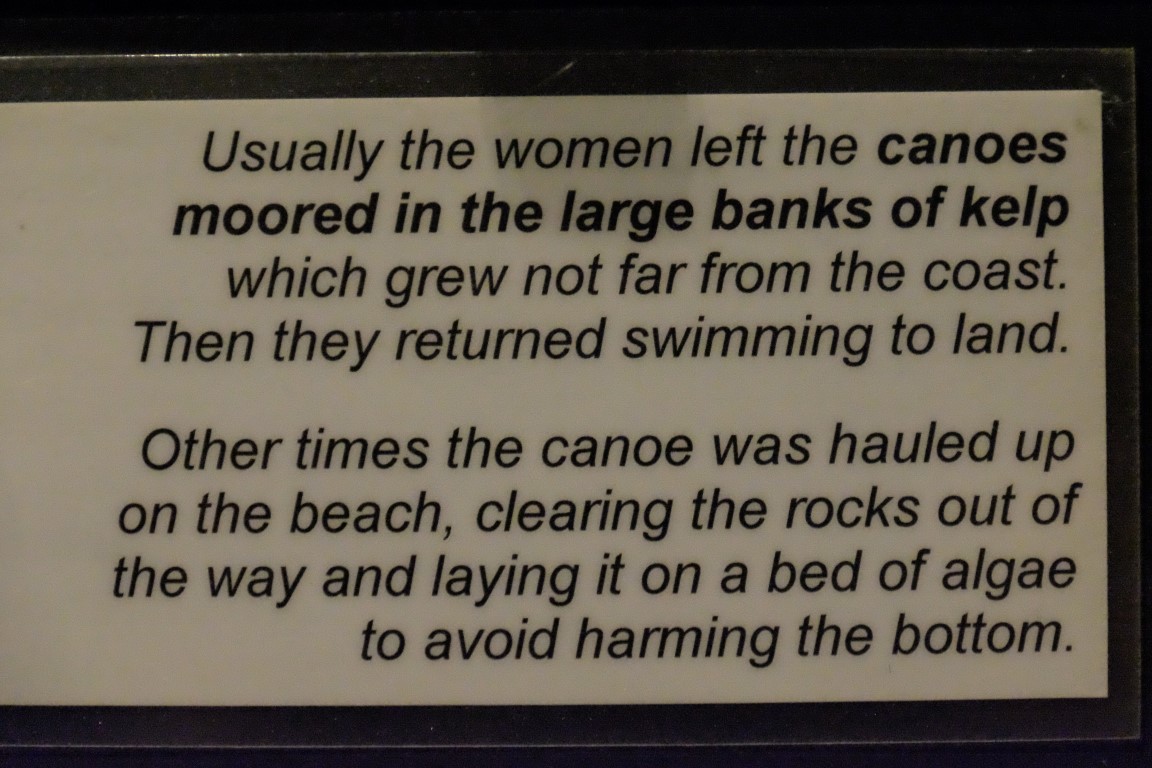 Usually the women left the canoes
moored in the large banks of kelp
which grew not far from the coast.
Then they returned swimming to land.
Other times the canoe was hauled up
on the beach, clearing the rocks out of
the way and laying it on a bed of algae
to avoid harming the bottom.